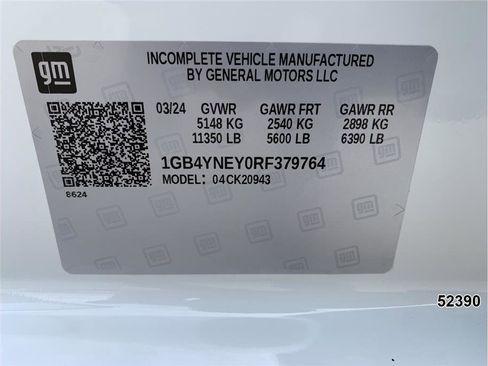 gm
INCOMPLETE VEHICLE MANUFACTURED
BY GENERAL MOTORS LLC
03/24 GVWR GAWR FRT GAWR RR
5148 KG 2540 KG 2898 KG
11350 LB 5600 LB 6390 LB
1GB4YNEY0RF379764
MODEL: 04CK20943
8624
52390